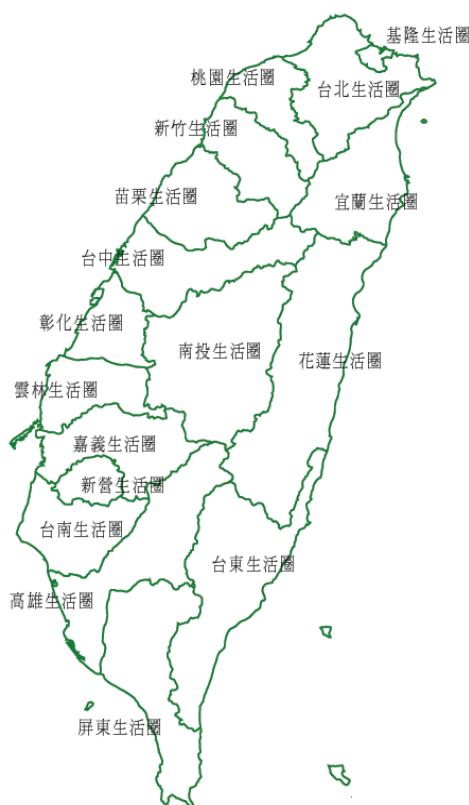 基隆生活圈
桃園生活圈
台北生活圈
新竹生活圈
苗栗生活圈
宜蘭生活圈
台中生活圈
彰化生活圈
南投生活圈
花蓮生活圈
雲林生活圈
嘉義生活圈
新營生活圈
台南生活圈
台東生活圈
高雄生活圈
屏東生活圈